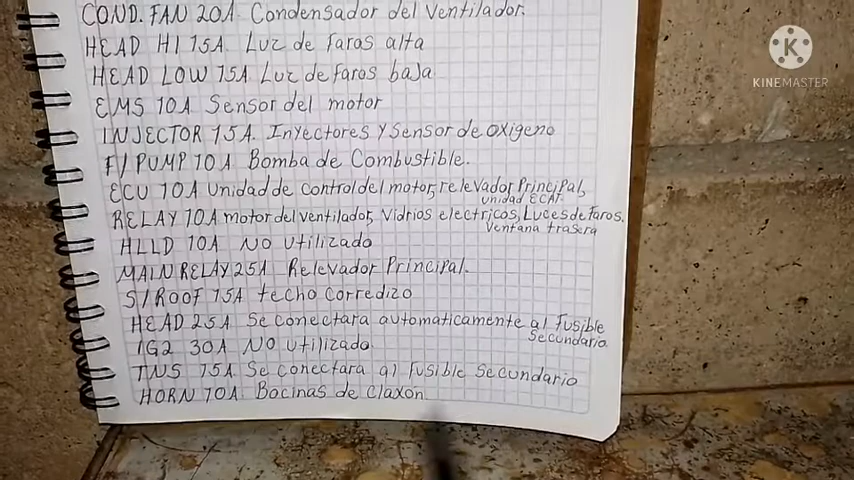 COND. FAN 20A. Condensador del ventilador.
HEAD HI 15A. Luz de faros alta
HEAD LOW 15A Luz de faros baja
EMS 10A Sensor del motor
INJECTOR 15A. Inyectores y sensor de oxigeno
F/PUMP 10A Bomba de Combustible.
ECU 10A Unidad de control del motor, relevador Principal,
unidad ECAT.
RELAY 10A motor del ventilador, Vidrios electricos, Luces de faros.
Ventana trasera
HLLD 10A No utilizado
MAIN RELAY 25A Relevador Principal.
S/ROOF 15A techo corredizo
HEAD 25A Se conectara automaticamente al Fusible
Secundario
IG2 30A No utilizado
TNS 15A Se conectara al fusible secundario
HORN 10A. Bocinas de claxón
KINEMASTER